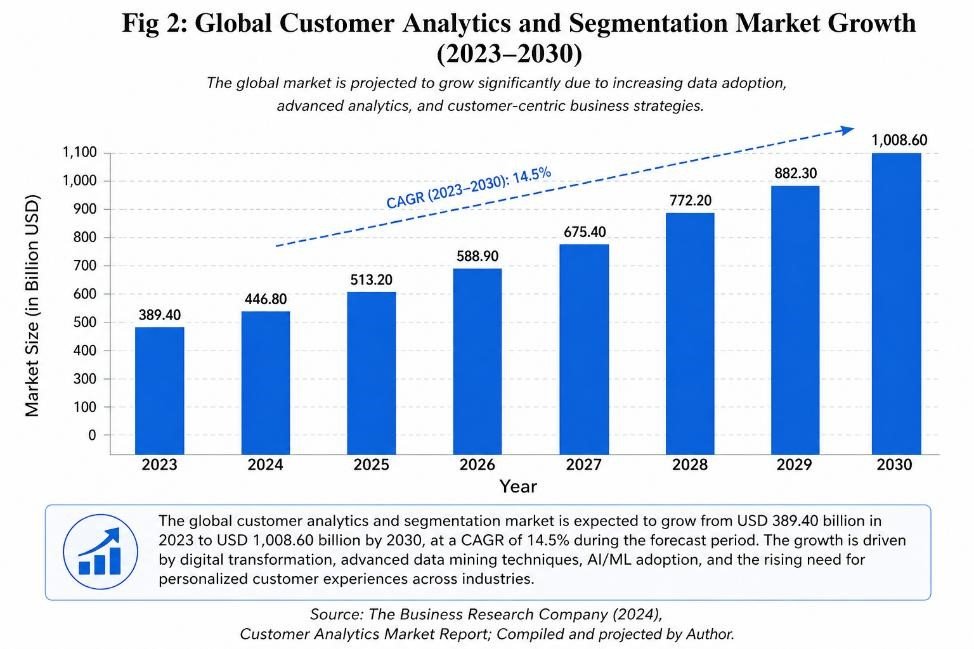 Fig 2: Global Customer Analytics and Segmentation Market Growth
(2023–2030)
The global market is projected to grow significantly due to increasing data adoption,
advanced analytics, and customer-centric business strategies.
Market Size (in Billion USD)
1,100
1,000
900
800
700
600
500
400
300
100
0
CAGR (2023–2030): 14.5%
389.40
446.80
513.20
588.90
675.40
772.20
882.30
1,008.60
2023 2024 2025 2026 2027 2028 2029 2030
Year
The global customer analytics and segmentation market is expected to grow from USD 389.40 billion in
2023 to USD 1,008.60 billion by 2030, at a CAGR of 14.5% during the forecast period. The growth is driven
by digital transformation, advanced data mining techniques, AI/ML adoption, and the rising need for
personalized customer experiences across industries.
Source: The Business Research Company (2024),
Customer Analytics Market Report; Compiled and projected by Author.